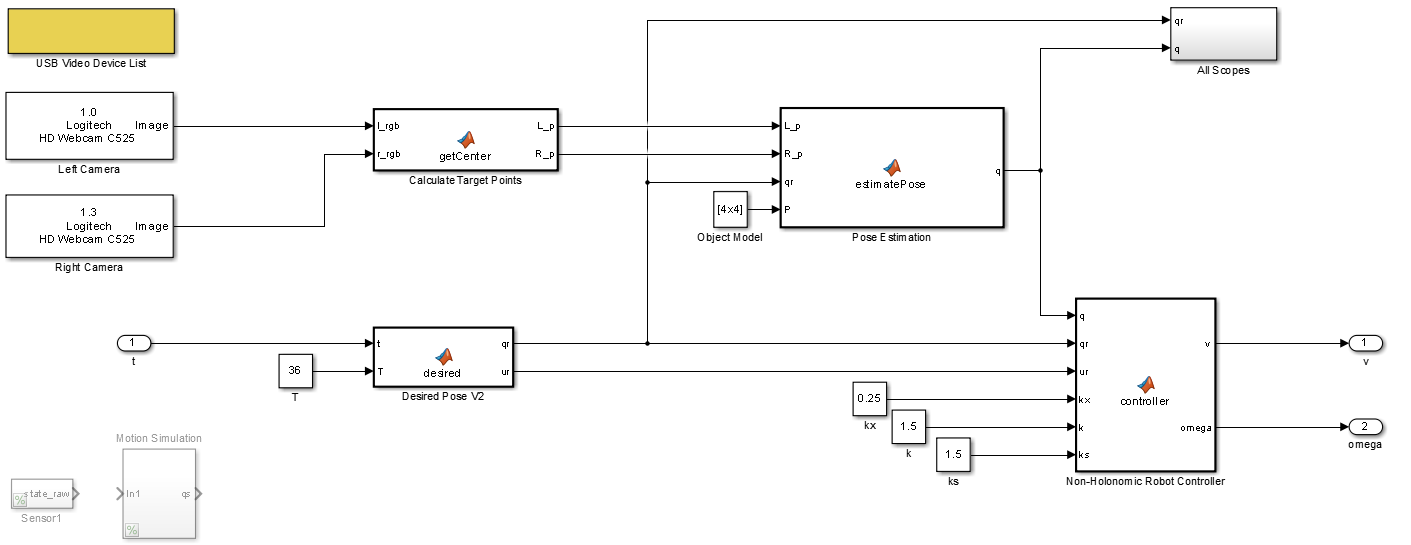 USB Video Device List
1.0
Logitech
HD Webcam C525
Image
Left Camera
1.3
Logitech
HD Webcam C525
Image
Right Camera
l_rgb
r_rgb
getCenter
L_p
R_p
Calculate Target Points
[4x4]
Object Model
L_p
R_p
qr
P
estimatePose
q
Pose Estimation
qr
q
All Scopes
1
t
36
T
t
T
desired
qr
ur
Desired Pose V2
0.25
kx
1.5
k
1.5
ks
q
qr
ur
kx
k
ks
controller
v
omega
Non-Holonomic Robot Controller
1
v
2
omega
state_raw
%
Sensor1
Motion Simulation
In1
qs
%